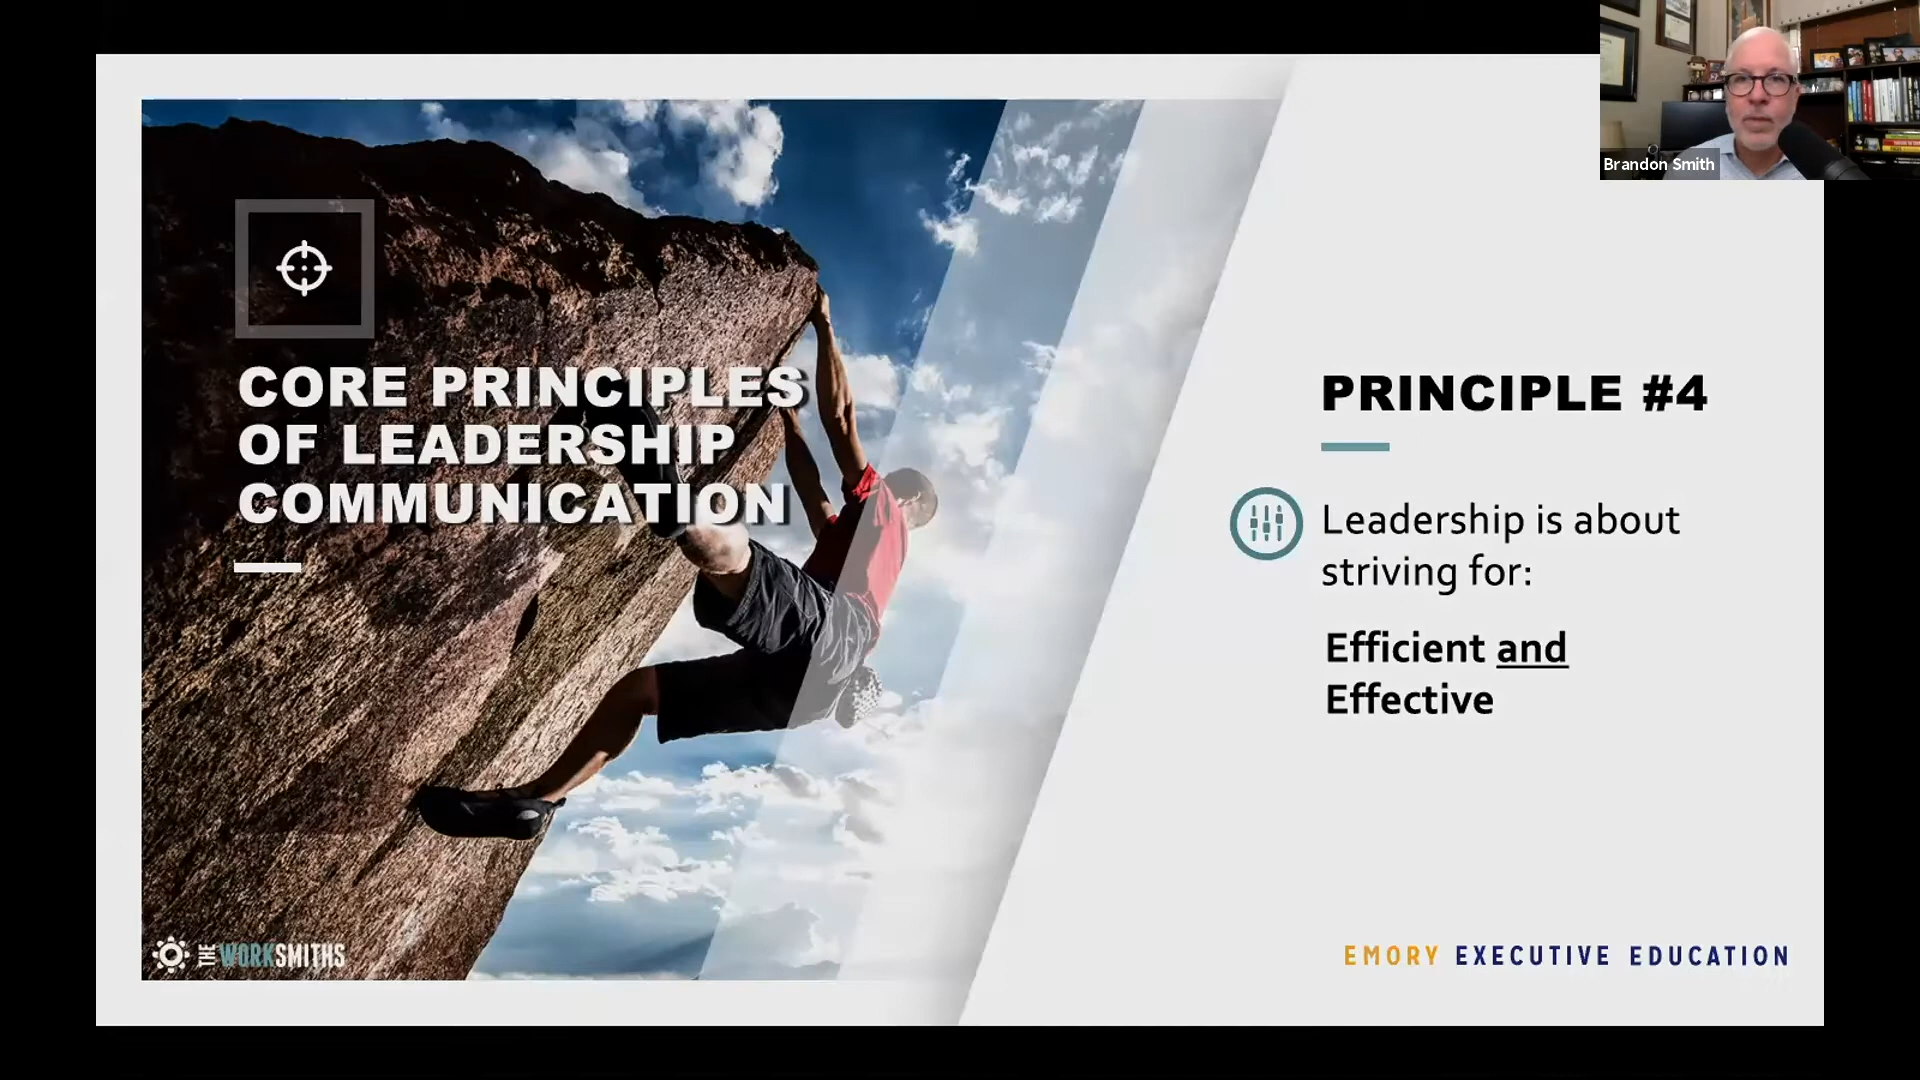 Brandon Smith
CORE PRINCIPLES
OF LEADERSHIP
COMMUNICATION
PRINCIPLE #4
Leadership is about
striving for:
Efficient and
Effective
THE WORKSMITHS
EMORY EXECUTIVE EDUCATION